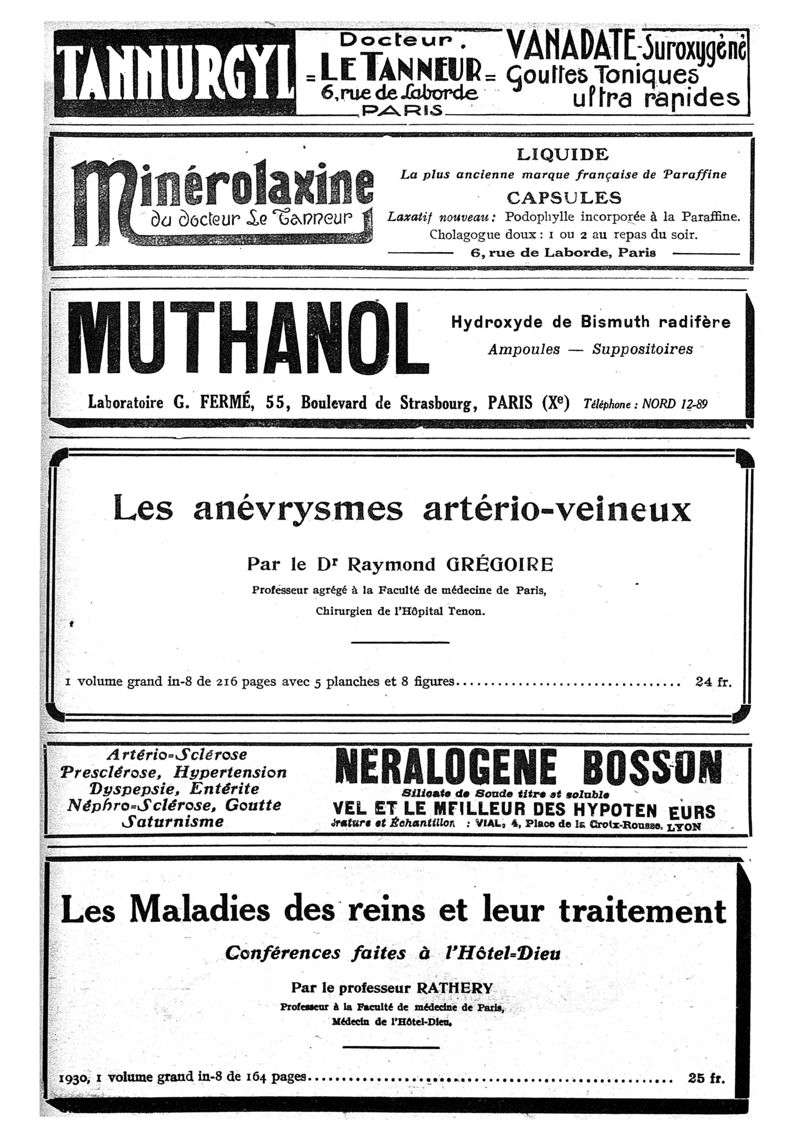 TANNURGYL
Docteur.
=LE TANNEUR=
6, rue de Laborde
PARIS
VANADATE-Suroxygéné
Gouttes Toniques
ultra rapides
Minérolaxine
du docteur Le Tanneur
LIQUIDE
La plus ancienne marque française de Paraffine
CAPSULES
Laxatif nouveau : Podophylle incorporée à la Paraffine.
Cholagogue doux : 1 ou 2 au repas du soir.
6, rue de Laborde, Paris
MUTHANOL
Hydroxyde de Bismuth radifère
Ampoules — Suppositoires
Laboratoire G. FERMÉ, 55, Boulevard de Strasbourg, PARIS (Xe) Téléphone : NORD 12-89
Les anévrysmes artério-veineux
Par le Dr Raymond GRÉGOIRE
Professeur agrégé à la Faculté de médecine de Paris,
Chirurgien de l'Hôpital Tenon.
1 volume grand in-8 de 216 pages avec 5 planches et 8 figures................................ 24 fr.
Artério=Sclérose
Presclérose, Hypertension
Dyspepsie, Entérite
Néphro=Sclérose, Goutte
Saturnisme
NERALOGENE BOSSON
Silicate de Soude titre et soluble
VEL ET LE MEILLEUR DES HYPOTEN EURS
érature et Échantillon : VIAL, 4, Place de la Croix-Rousse, LYON
Les Maladies des reins et leur traitement
Conférences faites à l'Hôtel=Dieu
Par le professeur RATHERY
Professeur à la Faculté de médecine de Paris,
Médecin de l'Hôtel-Dieu.
1930, 1 volume grand in-8 de 164 pages.................................................... 25 fr.